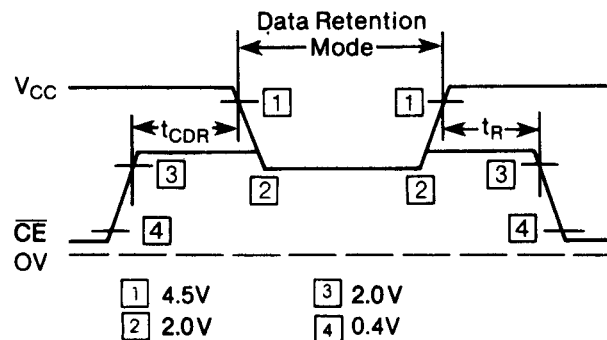 Data Retention
Mode
VCC
1
1
tCDR
tR
3
2
2
3
4
4
CE
OV
1 4.5V
3 2.0V
2 2.0V
4 0.4V